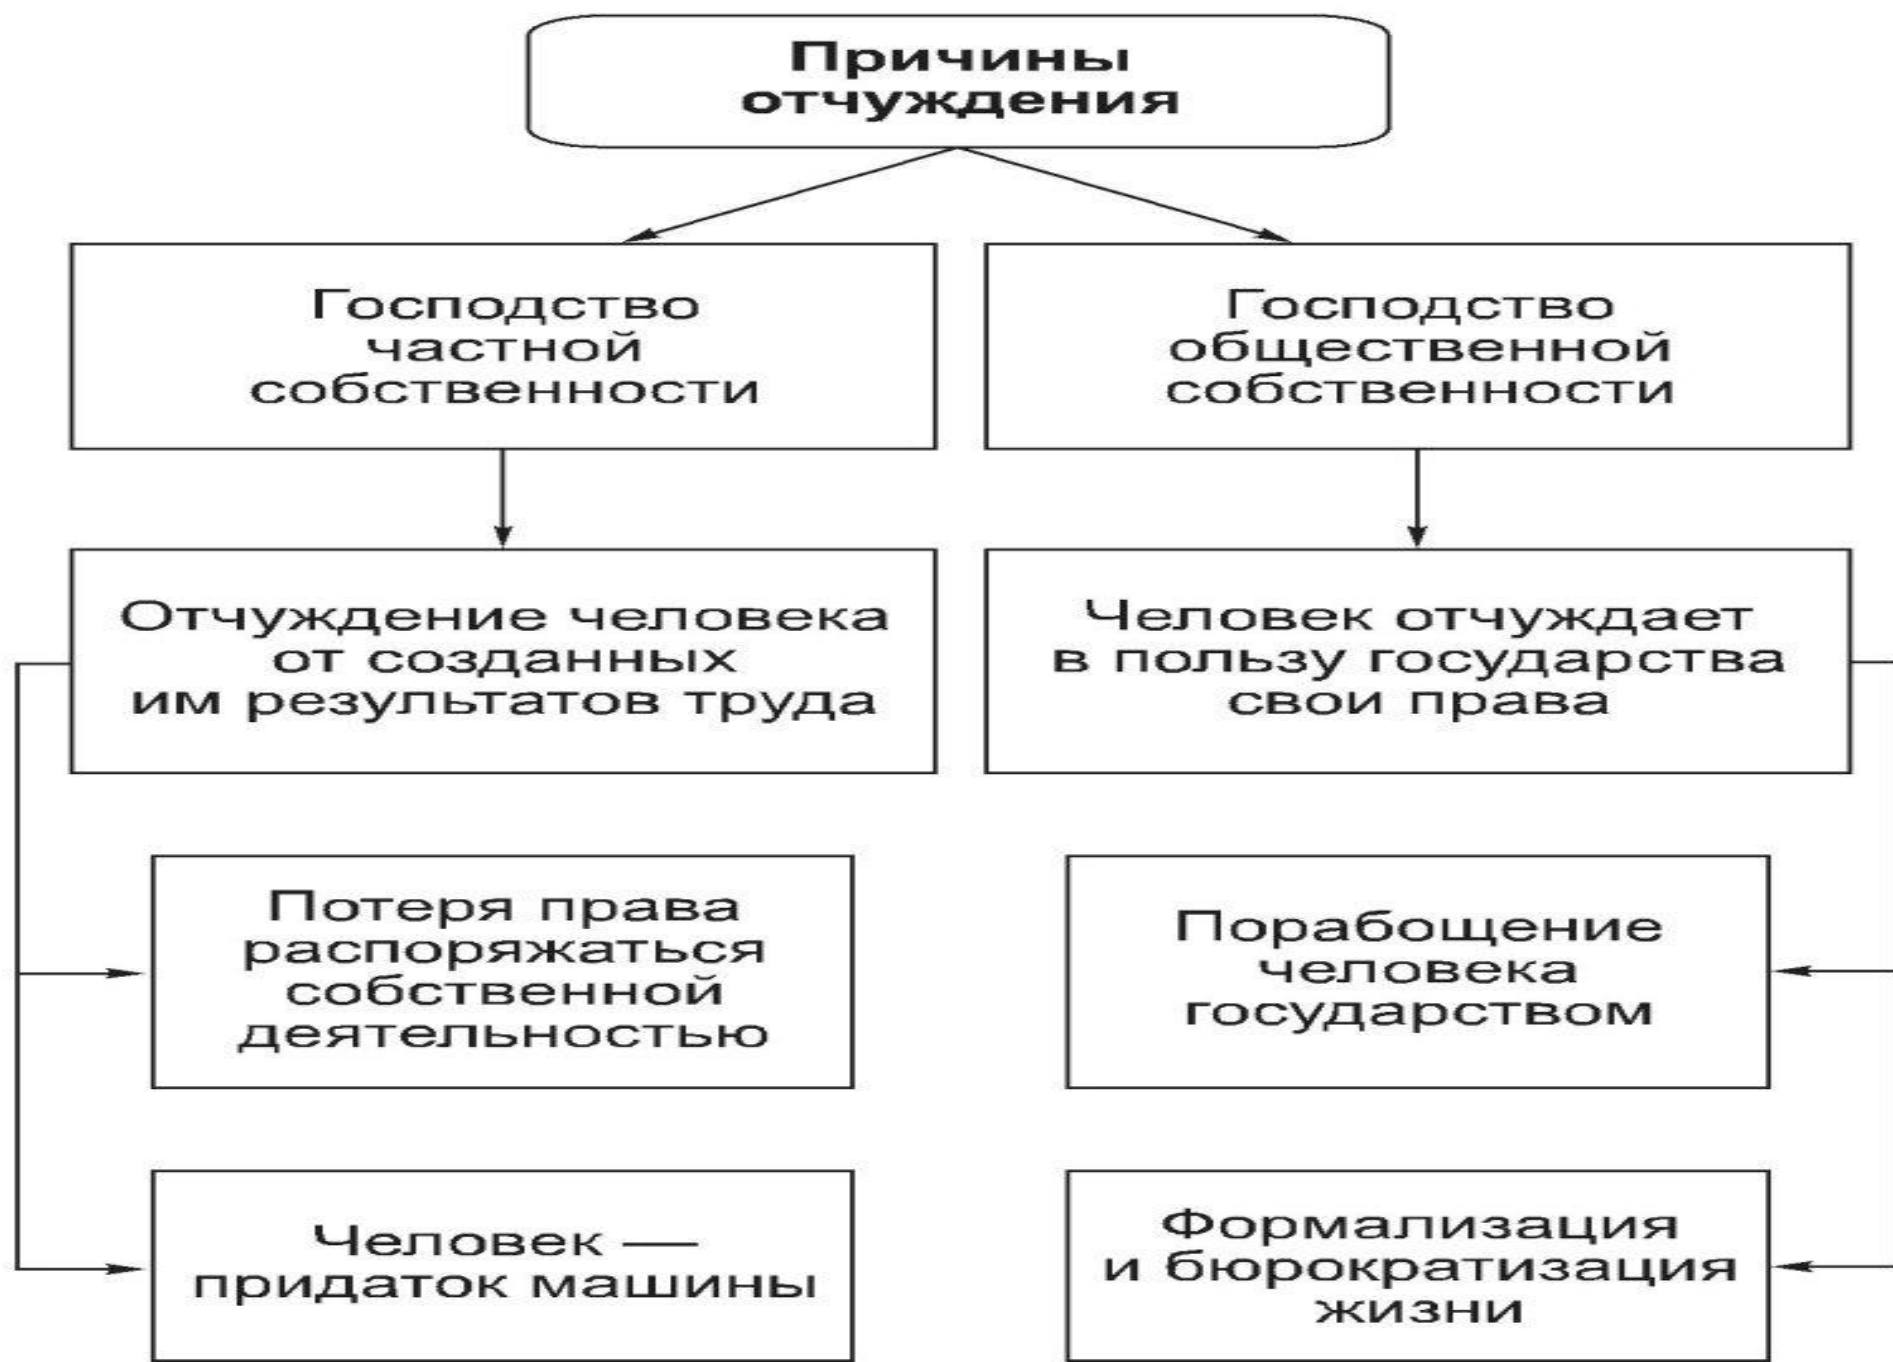 Причины
отчуждения
Господство
частной
собственности
Господство
общественной
собственности
Отчуждение человека
от созданных
им результатов труда
Человек отчуждает
в пользу государства
свои права
Потеря права
распоряжаться
собственной
деятельностью
Порабощение
человека
государством
Человек —
придаток машины
Формализация
и бюрократизация
жизни